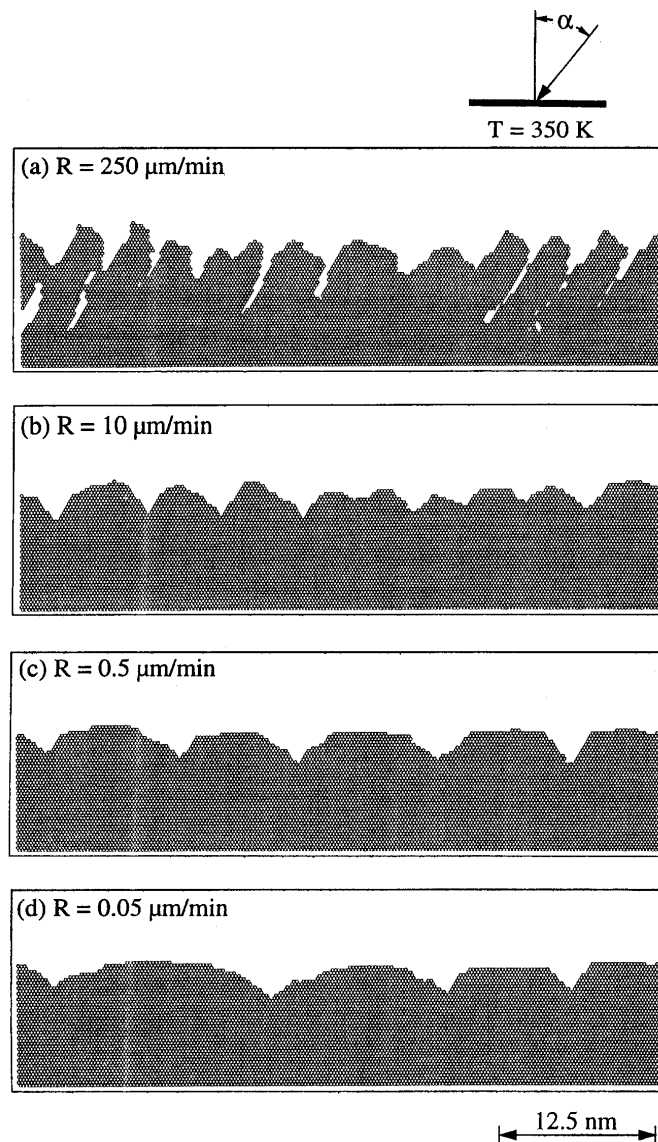 α
T = 350 K
(a) R = 250 μm/min
(b) R = 10 μm/min
(c) R = 0.5 μm/min
(d) R = 0.05 μm/min
12.5 nm